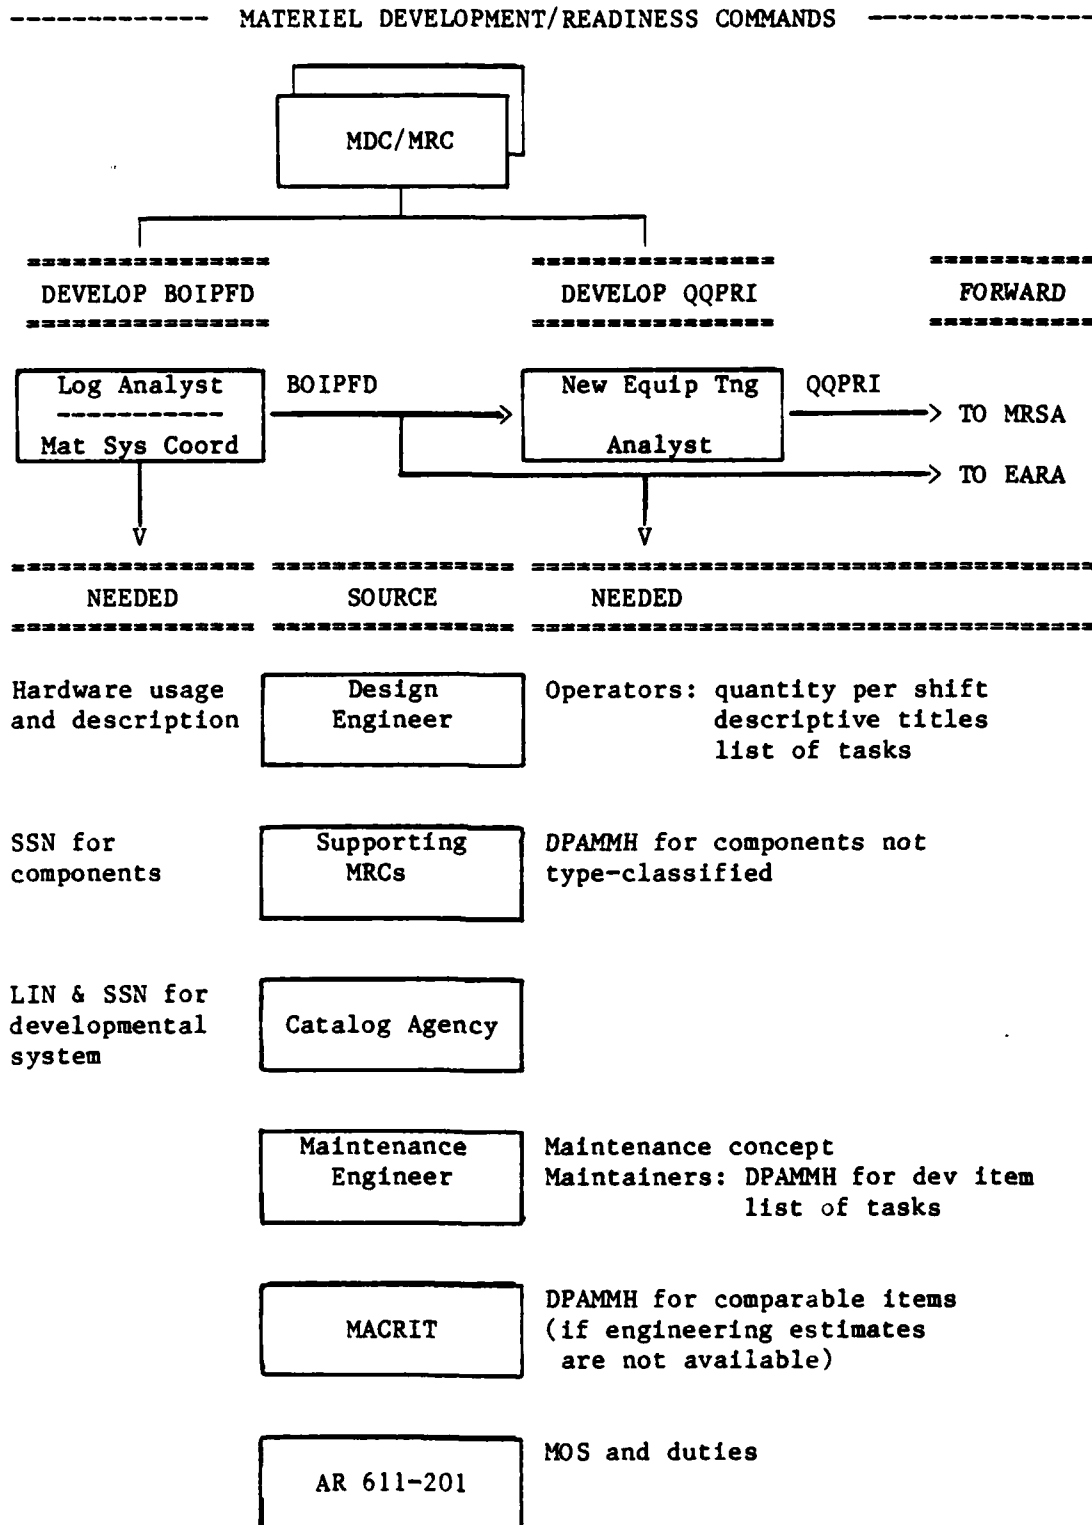 MATERIEL DEVELOPMENT/READINESS COMMANDS
MDC/MRC
DEVELOP BOIPFD
DEVELOP QQPRI
FORWARD
Log Analyst
Mat Sys Coord
BOIPFD
New Equip Tng
Analyst
QQPRI
TO MRSA
TO EARA
NEEDED
SOURCE
NEEDED
Hardware usage
and description
Design
Engineer
Operators: quantity per shift
descriptive titles
list of tasks
SSN for
components
Supporting
MRCs
DPAMMH for components not
type-classified
LIN & SSN for
developmental
system
Catalog Agency
Maintenance
Engineer
Maintenance concept
Maintainers: DPAMMH for dev item
list of tasks
MACRIT
DPAMMH for comparable items
(if engineering estimates
are not available)
AR 611-201
MOS and duties